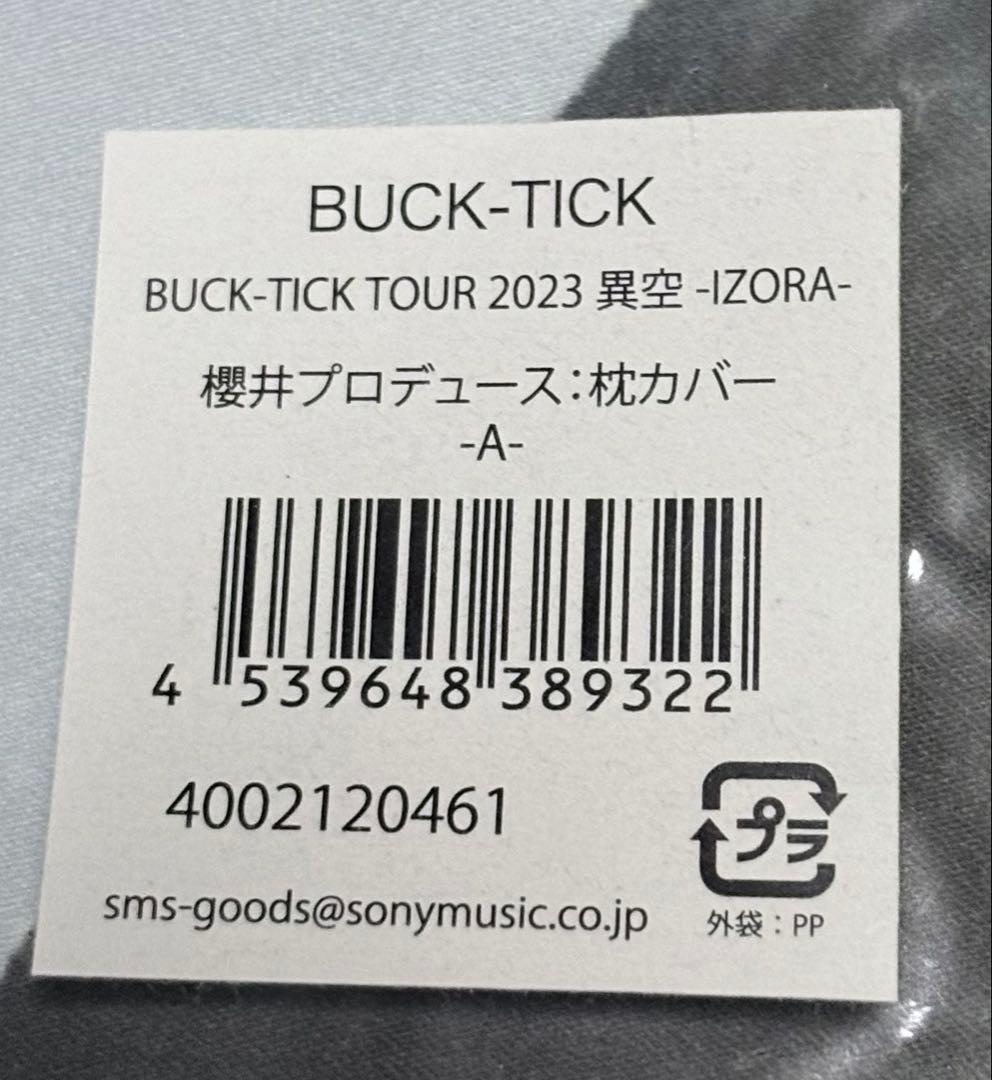 BUCK-TICK
BUCK-TICK TOUR 2023 異空 -IZORA-
櫻井プロデュース：枕カバー
-A-
4 539648 389322
4002120461
プラ
sms-goods@sonymusic.co.jp
外袋：PP